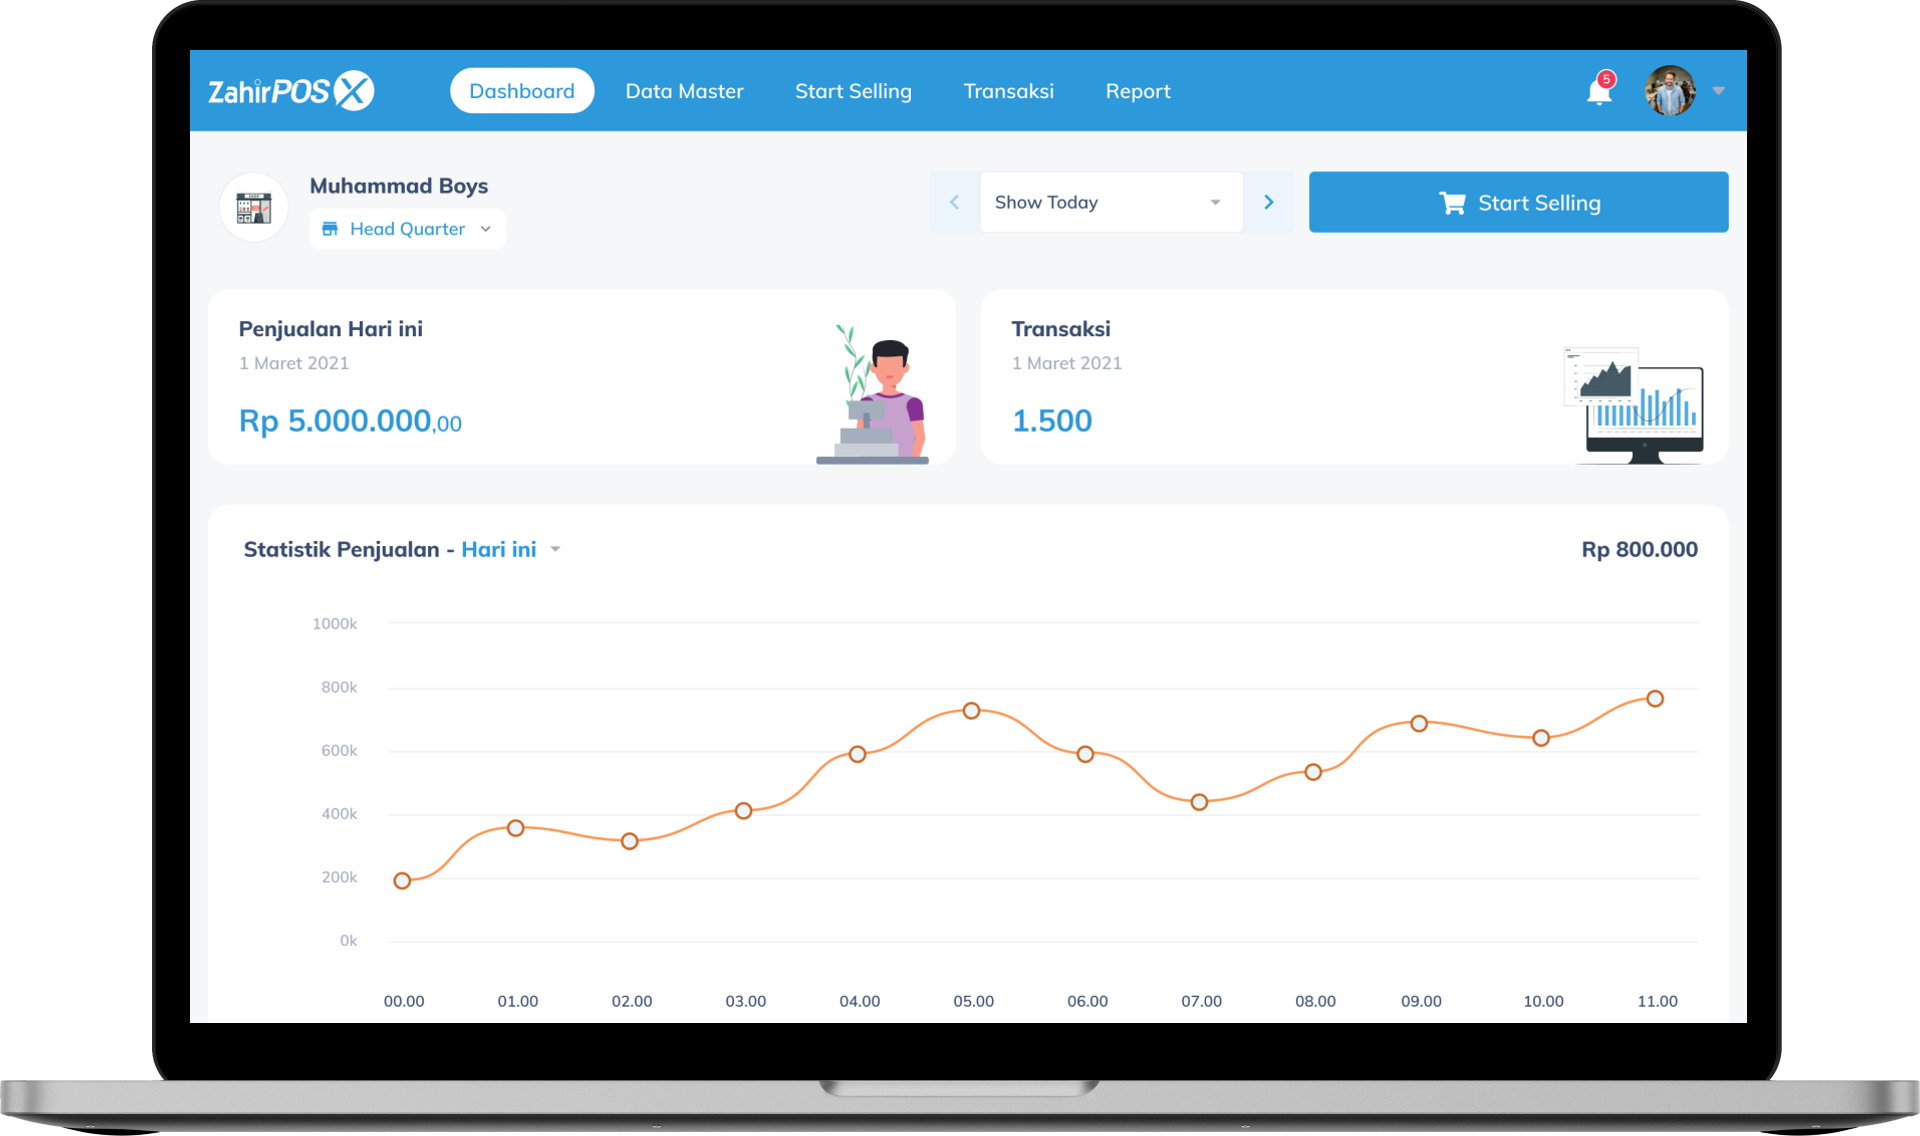 ZahirPOS X
Dashboard
Data Master
Start Selling
Transaksi
Report
5
Muhammad Boys
Head Quarter
Show Today
Start Selling
Penjualan Hari ini
1 Maret 2021
Rp 5.000.000,00
Transaksi
1 Maret 2021
1.500
Statistik Penjualan - Hari ini
Rp 800.000
1000k
800k
600k
400k
200k
0k
00.00 01.00 02.00 03.00 04.00 05.00 06.00 07.00 08.00 09.00 10.00 11.00